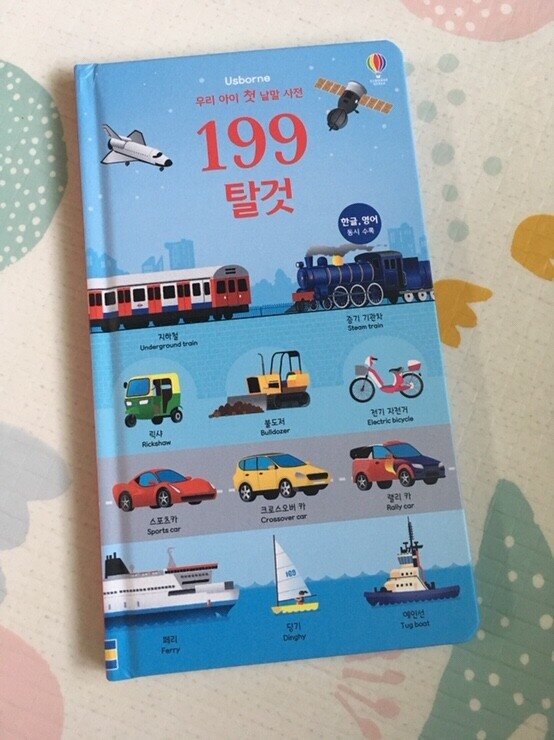 Usborne
우리 아이 첫 낱말 사전
199
탈것
한글, 영어
동시 수록
지하철
Underground train
증기 기관차
Steam train
릭샤
Rickshaw
불도저
Bulldozer
전기 자전거
Electric bicycle
스포츠카
Sports car
크로스오버 카
Crossover car
랠리 카
Rally car
페리
Ferry
딩기
Dinghy
예인선
Tug boat